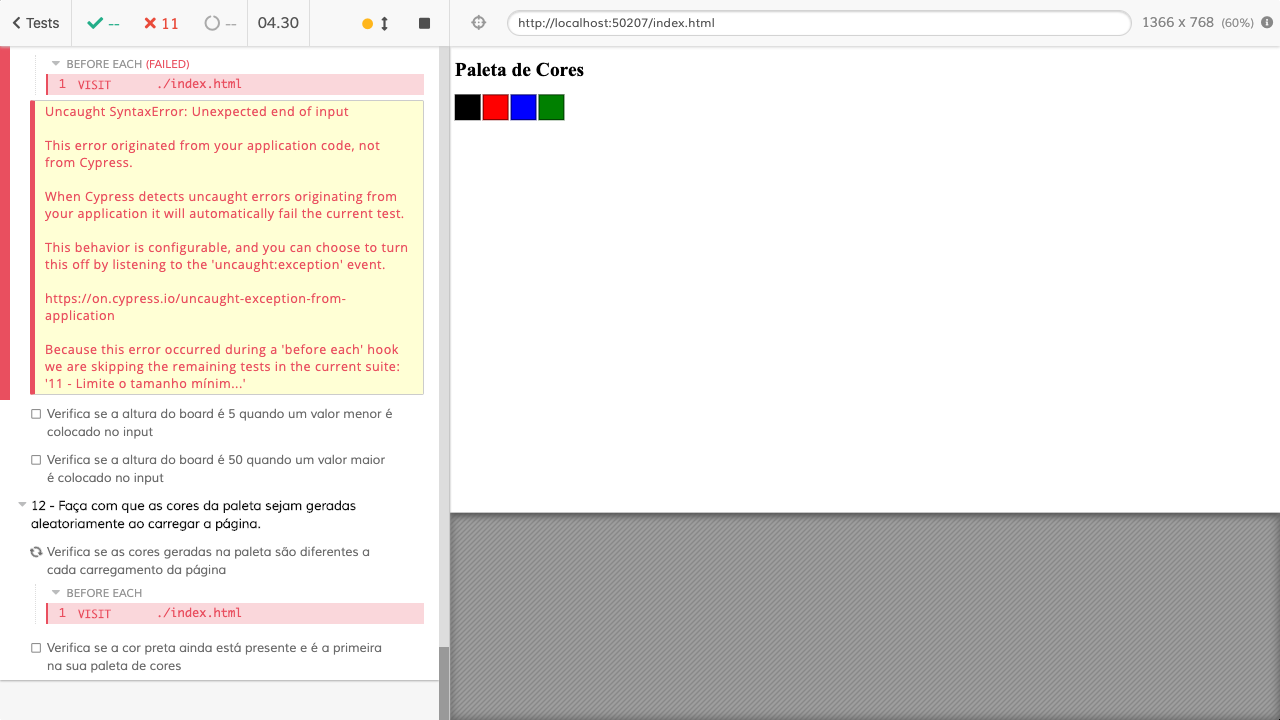 Tests
--
11
--
04.30
http://localhost:50207/index.html
1366 x 768 (60%)
BEFORE EACH (FAILED)
1 VISIT ./index.html
Uncaught SyntaxError: Unexpected end of input
This error originated from your application code, not
from Cypress.
When Cypress detects uncaught errors originating from
your application it will automatically fail the current test.
This behavior is configurable, and you can choose to turn
this off by listening to the 'uncaught:exception' event.
https://on.cypress.io/uncaught-exception-from-
application
Because this error occurred during a 'before each' hook
we are skipping the remaining tests in the current suite:
'11 - Limite o tamanho mínim...'
Verifica se a altura do board é 5 quando um valor menor é
colocado no input
Verifica se a altura do board é 50 quando um valor maior
é colocado no input
12 - Faça com que as cores da paleta sejam geradas
aleatoriamente ao carregar a página.
Verifica se as cores geradas na paleta são diferentes a
cada carregamento da página
BEFORE EACH
1 VISIT ./index.html
Verifica se a cor preta ainda está presente e é a primeira
na sua paleta de cores
Paleta de Cores